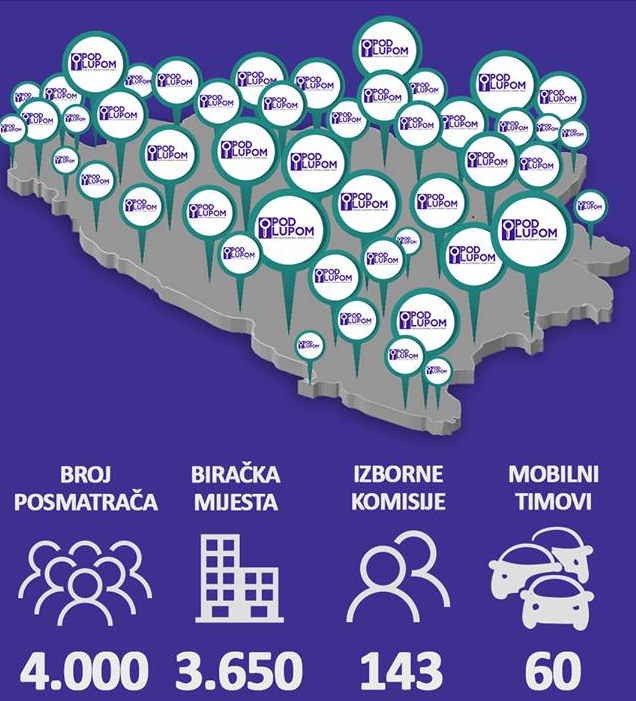 POD
LUPOM
BROJ
POSMATRAČA
BIRAČKA
MIJESTA
IZBORNE
KOMISIJE
MOBILNI
TIMOVI
4.000
3.650
143
60